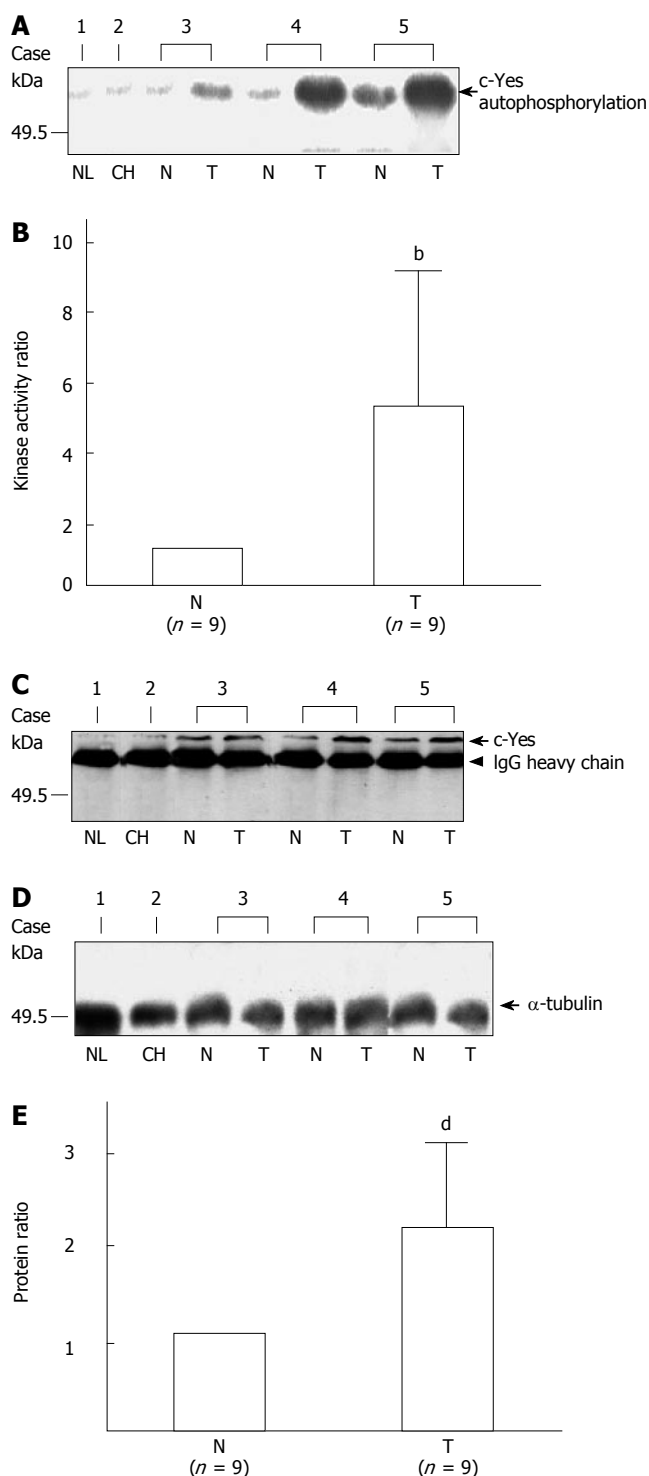 A
1 2 3 4 5
Case
kDa
c-Yes
autophosphorylation
49.5
NL CH N T N T N T
B
10
8
6
4
2
0
Kinase activity ratio
b
N T
(n = 9) (n = 9)
C
1 2 3 4 5
Case
kDa
c-Yes
IgG heavy chain
49.5
NL CH N T N T N T
D
1 2 3 4 5
Case
kDa
α-tubulin
49.5
NL CH N T N T N T
E
3
2
1
Protein ratio
d
N T
(n = 9) (n = 9)